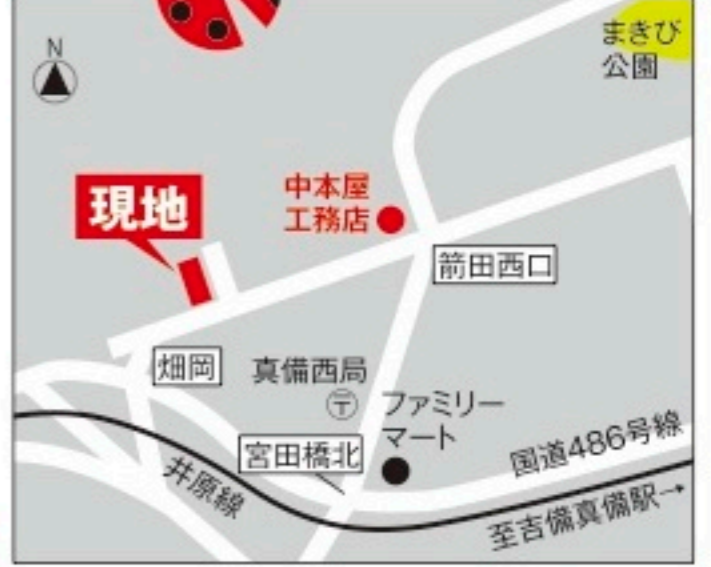 N
まきび
公園
中本屋
工務店
現地
箭田西口
畑岡
真備西局
〒
ファミリー
マート
宮田橋北
国道486号線
井原線
至吉備真備駅→